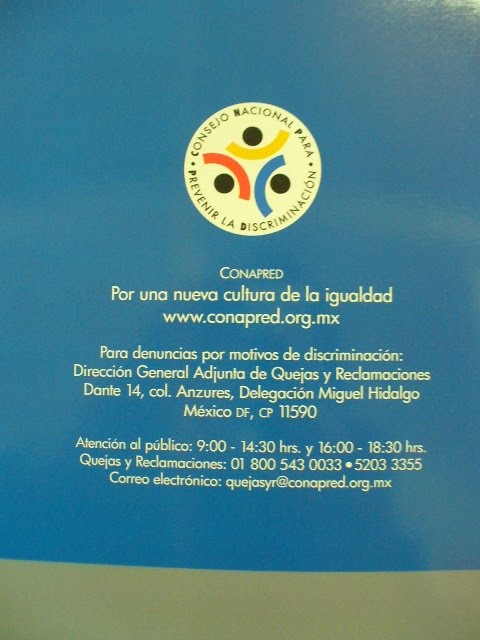 CONSEJO NACIONAL PARA
PREVENIR LA DISCRIMINACIÓN
CONAPRED
Por una nueva cultura de la igualdad
www.conapred.org.mx
Para denuncias por motivos de discriminación:
Dirección General Adjunta de Quejas y Reclamaciones
Dante 14, col. Anzures, Delegación Miguel Hidalgo
México DF, CP 11590
Atención al público: 9:00 - 14:30 hrs. y 16:00 - 18:30 hrs.
Quejas y Reclamaciones: 01 800 543 0033 • 5203 3355
Correo electrónico: quejasyr@conapred.org.mx